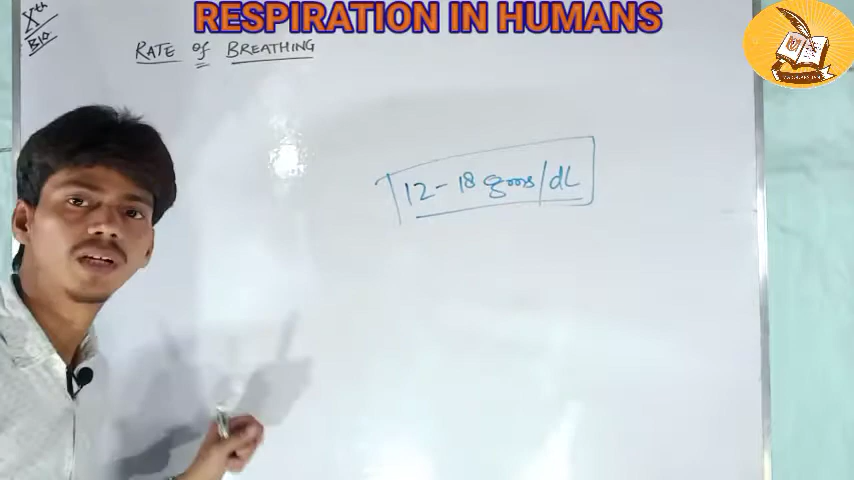 RESPIRATION IN HUMANS
Xth
BIO
RATE of BREATHING
12-18 gms/dL